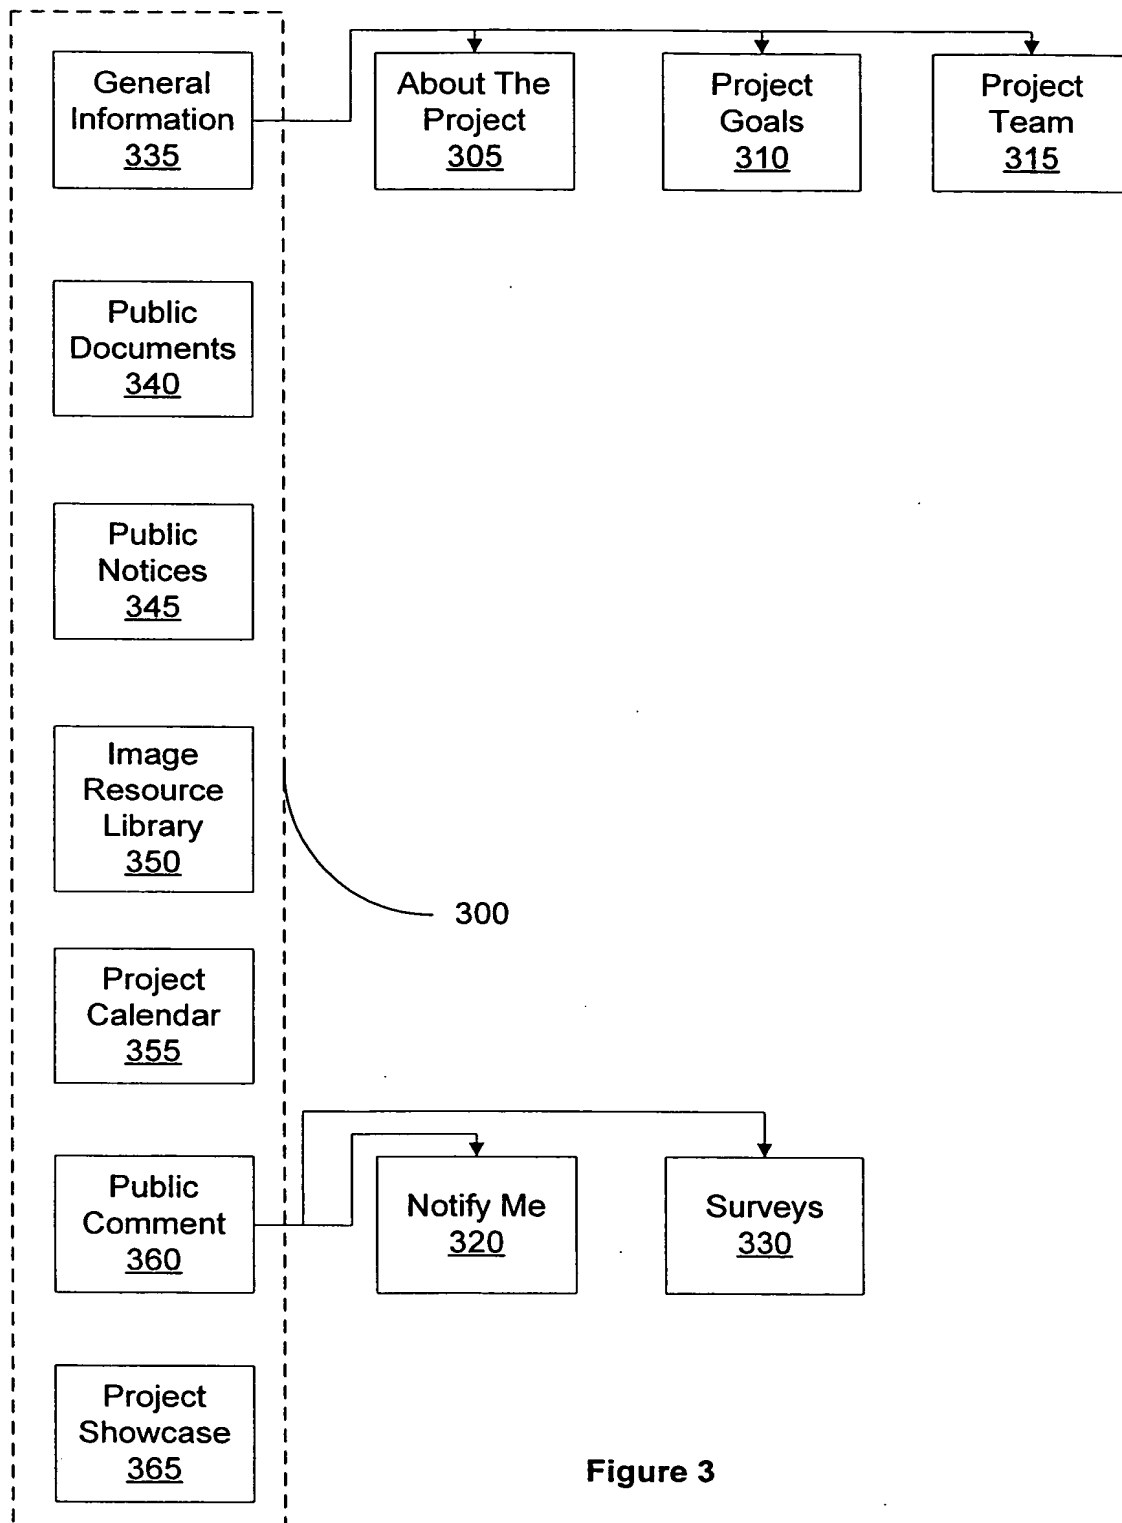 General
Information
335
About The
Project
305
Project
Goals
310
Project
Team
315
Public
Documents
340
Public
Notices
345
Image
Resource
Library
350
300
Project
Calendar
355
Public
Comment
360
Notify Me
320
Surveys
330
Project
Showcase
365
Figure 3